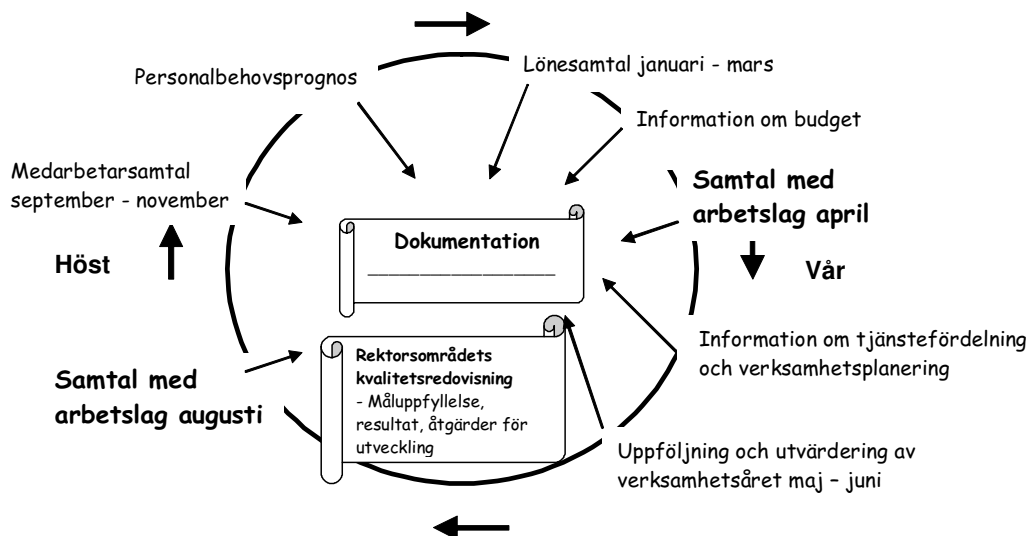 Personalbehovsprognos
Lönesamtal januari - mars
Information om budget
Medarbetarsamtal
september - november
Samtal med
arbetslag april
Dokumentation
____________________
Höst
Vår
Information om tjänstefördelning
och verksamhetsplanering
Rektorsområdets
kvalitetsredovisning
- Måluppfyllelse,
resultat, åtgärder för
utveckling
Samtal med
arbetslag augusti
Uppföljning och utvärdering av
verksamhetsåret maj – juni